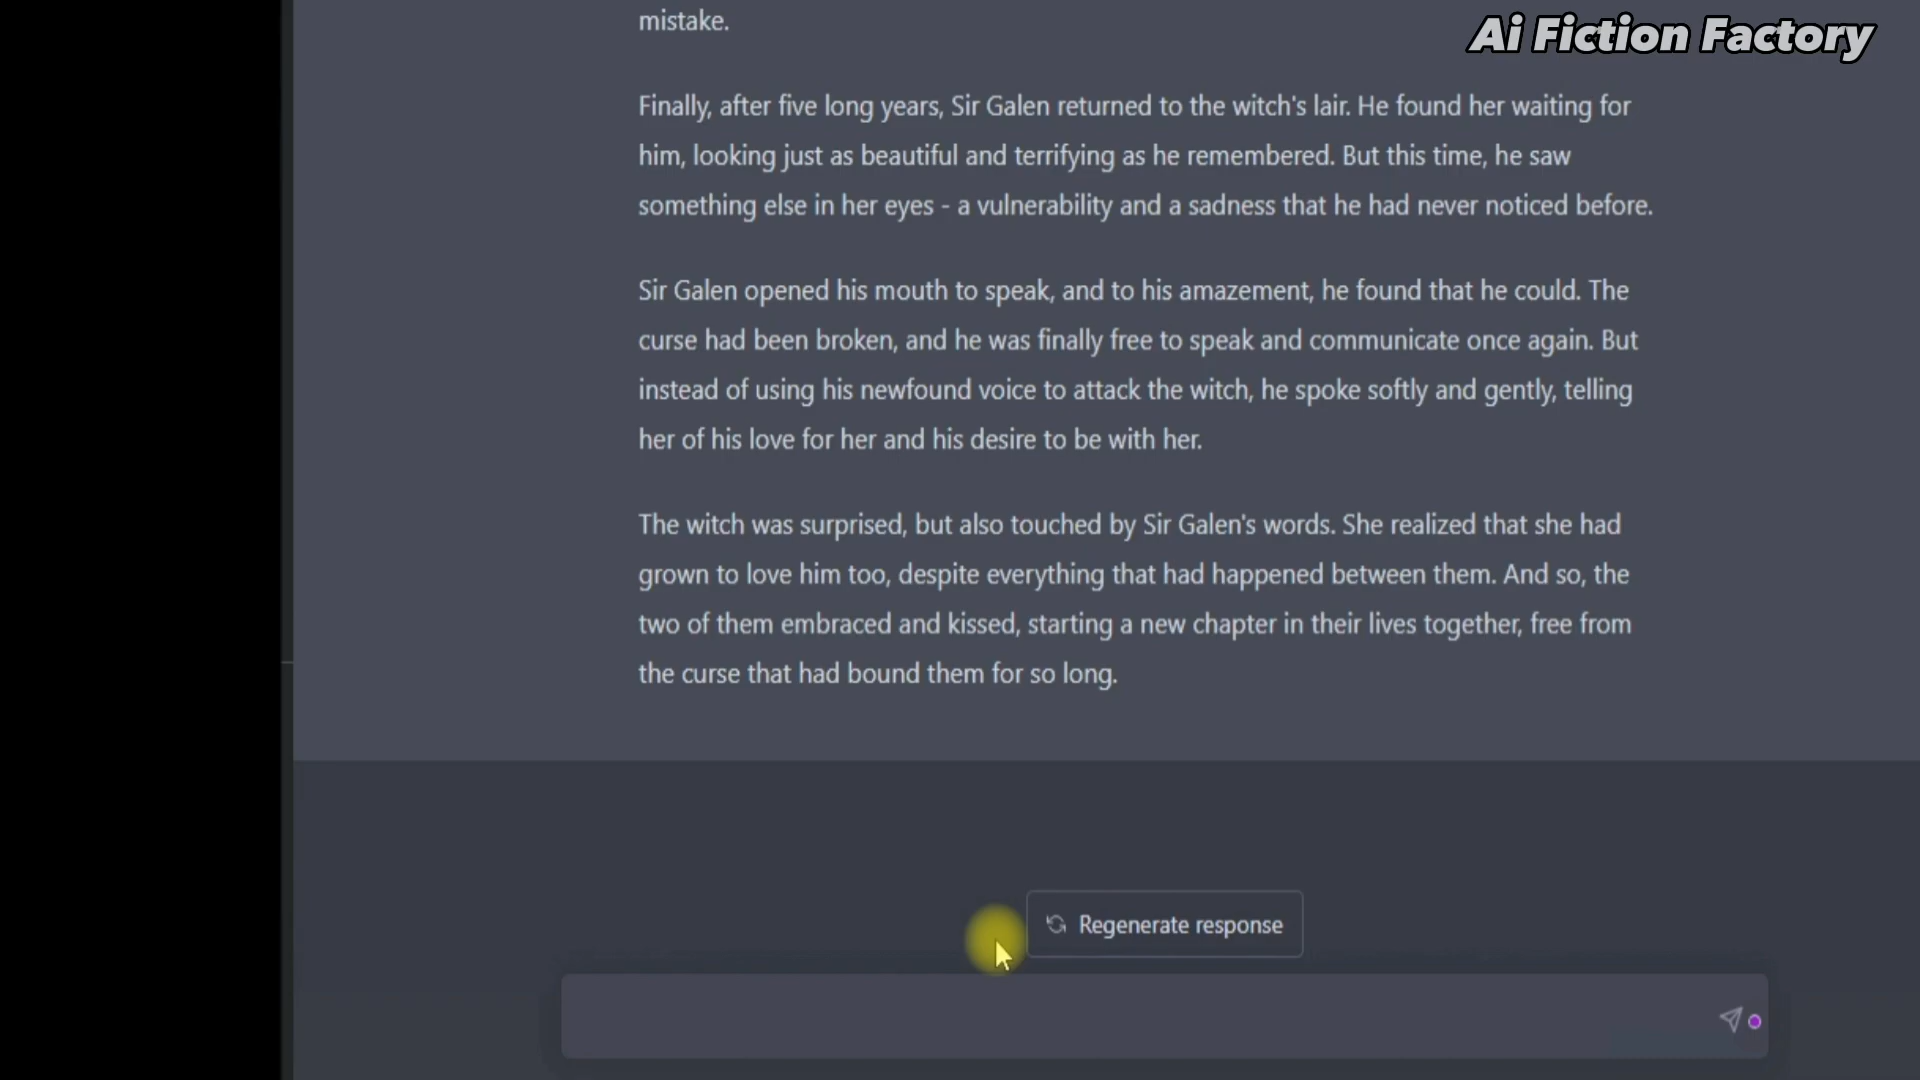 Ai Fiction Factory
mistake.
Finally, after five long years, Sir Galen returned to the witch's lair. He found her waiting for
him, looking just as beautiful and terrifying as he remembered. But this time, he saw
something else in her eyes - a vulnerability and a sadness that he had never noticed before.
Sir Galen opened his mouth to speak, and to his amazement, he found that he could. The
curse had been broken, and he was finally free to speak and communicate once again. But
instead of using his newfound voice to attack the witch, he spoke softly and gently, telling
her of his love for her and his desire to be with her.
The witch was surprised, but also touched by Sir Galen's words. She realized that she had
grown to love him too, despite everything that had happened between them. And so, the
two of them embraced and kissed, starting a new chapter in their lives together, free from
the curse that had bound them for so long.
Regenerate response